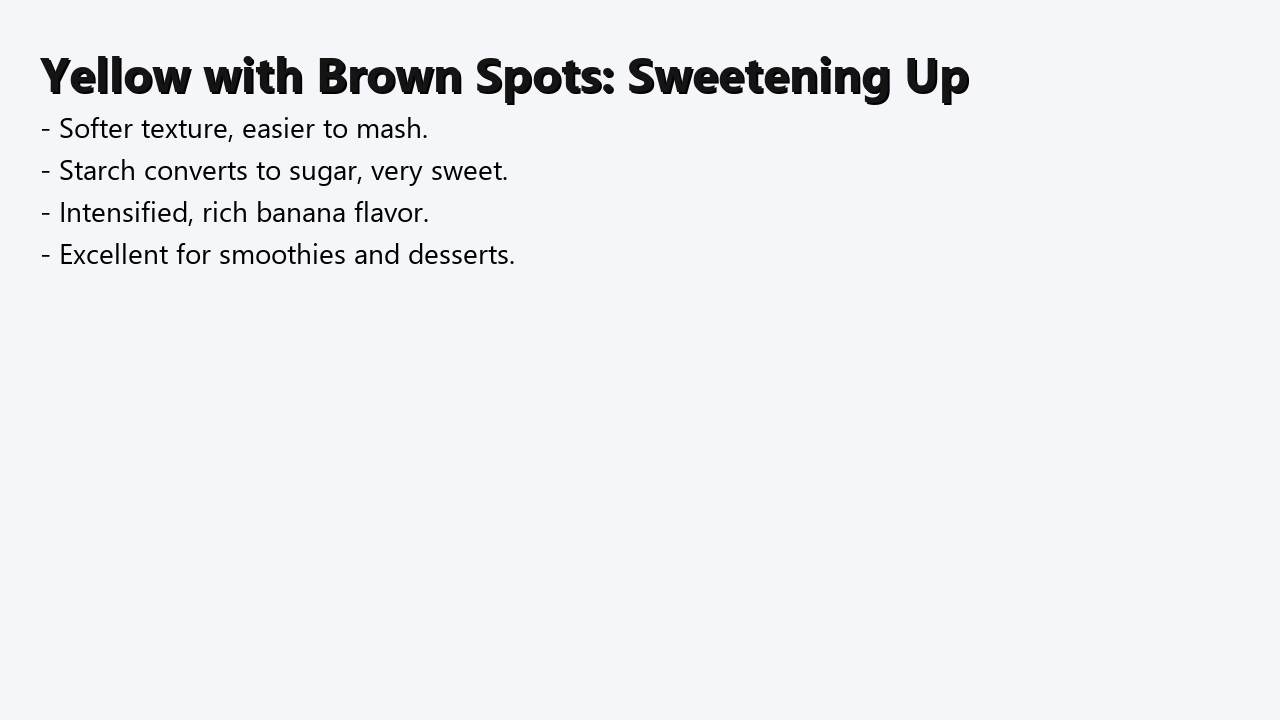 Yellow with Brown Spots: Sweetening Up
- Softer texture, easier to mash.
- Starch converts to sugar, very sweet.
- Intensified, rich banana flavor.
- Excellent for smoothies and desserts.